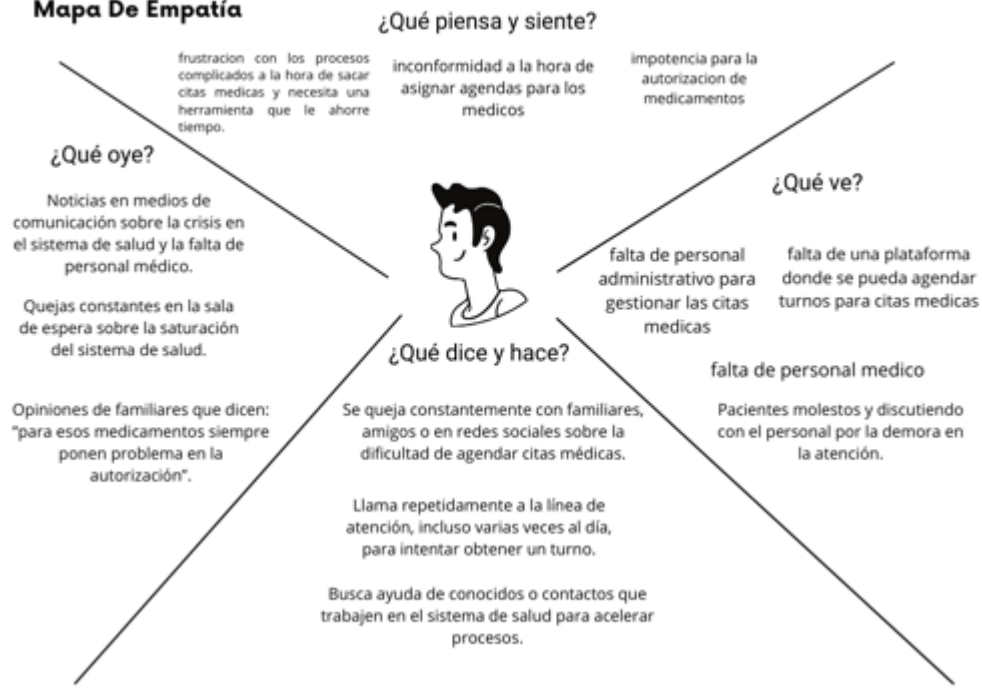 Mapa De Empatía
¿Qué piensa y siente?
frustracion con los procesos
complicados a la hora de sacar
citas medicas y necesita una
herramienta que le ahorre
tiempo.
inconformidad a la hora de
asignar agendas para los
medicos
impotencia para la
autorizacion de
medicamentos
¿Qué oye?
Noticias en medios de
comunicación sobre la crisis en
el sistema de salud y la falta de
personal médico.
Quejas constantes en la sala
de espera sobre la saturación
del sistema de salud.
Opiniones de familiares que dicen:
“para esos medicamentos siempre
ponen problema en la
autorización”.
¿Qué ve?
falta de personal
administrativo para
gestionar las citas
medicas
falta de una plataforma
donde se pueda agendar
turnos para citas medicas
falta de personal medico
Pacientes molestos y discutiendo
con el personal por la demora en
la atención.
¿Qué dice y hace?
Se queja constantemente con familiares,
amigos o en redes sociales sobre la
dificultad de agendar citas médicas.
Llama repetidamente a la línea de
atención, incluso varias veces al día,
para intentar obtener un turno.
Busca ayuda de conocidos o contactos que
trabajen en el sistema de salud para acelerar
procesos.